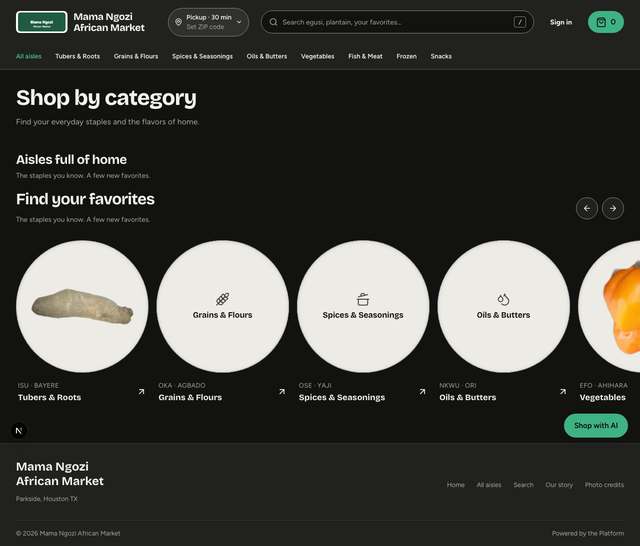 Mama Ngozi
Mama Ngozi
African Market
Pickup · 30 min
Set ZIP code
Search egusi, plantain, your favorites...
/
Sign in
0
All aisles
Tubers & Roots
Grains & Flours
Spices & Seasonings
Oils & Butters
Vegetables
Fish & Meat
Frozen
Snacks
Shop by category
Find your everyday staples and the flavors of home.
Aisles full of home
The staples you know. A few new favorites.
Find your favorites
The staples you know. A few new favorites.
Grains & Flours
Spices & Seasonings
Oils & Butters
ISU · BAYERE
Tubers & Roots
OKA · AGBADO
Grains & Flours
OSE · YAJI
Spices & Seasonings
NKWU · ORI
Oils & Butters
EFO · AHIHARA
Vegetables
Shop with AI
N
Mama Ngozi
African Market
Parkside, Houston TX
Home
All aisles
Search
Our story
Photo credits
© 2026 Mama Ngozi African Market
Powered by the Platform